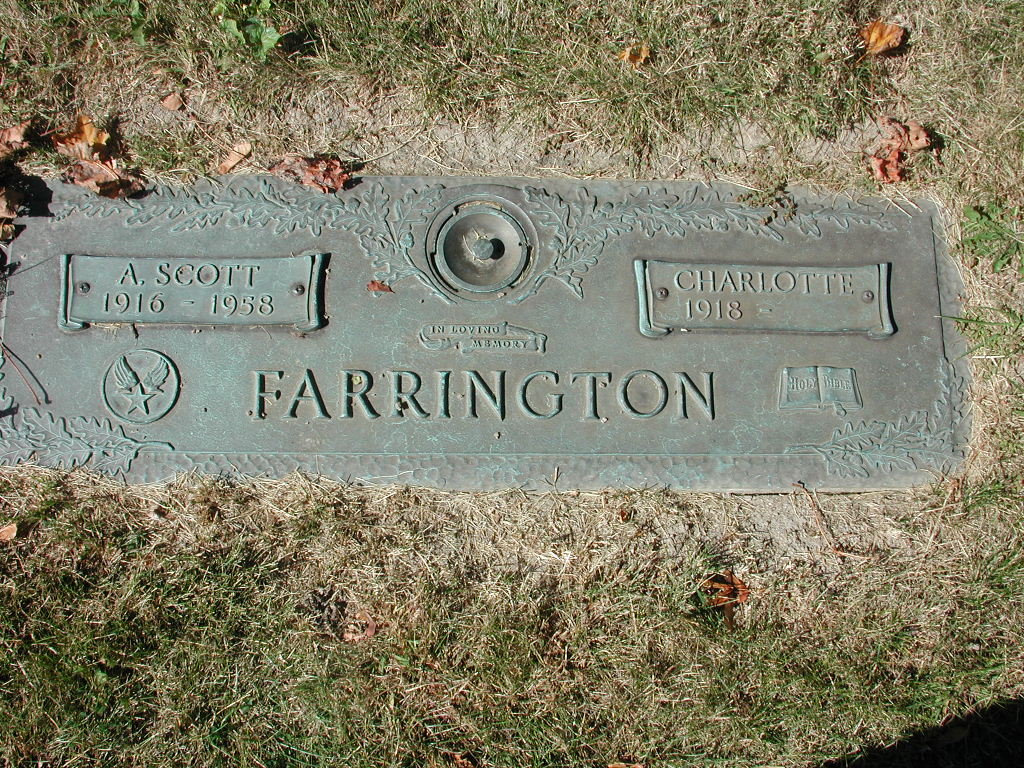 A. SCOTT
1916 - 1958
CHARLOTTE
1918 -
IN LOVING
MEMORY
FARRINGTON
HOLY BIBLE